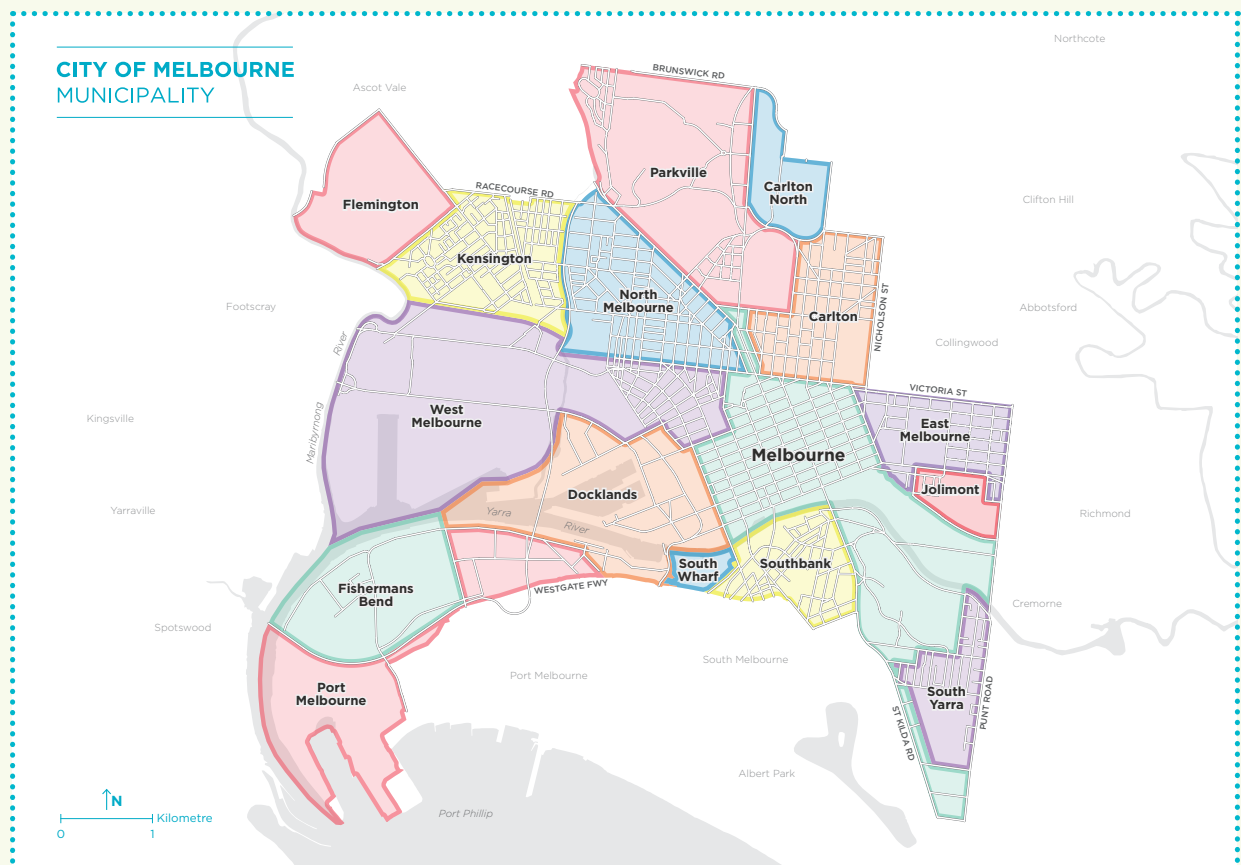 Northcote
CITY OF MELBOURNE
MUNICIPALITY
BRUNSWICK RD
Ascot Vale
Parkville
RACECOURSE RD
Carlton
North
Flemington
Clifton Hill
Kensington
North
Melbourne
Footscray
Abbotsford
Carlton
NICHOLSON ST
River
Collingwood
VICTORIA ST
Maribyrnong
Kingsville
West
Melbourne
East
Melbourne
Melbourne
Jolimont
Docklands
Yarraville
Yarra
River
Richmond
South
Wharf
Southbank
Fishermans
Bend
WESTGATE FWY
Cremorne
Spotswood
South Melbourne
Port Melbourne
Port
Melbourne
South
Yarra
PUNT ROAD
ST KILDA RD
Albert Park
N
Kilometre
0
1
Port Phillip